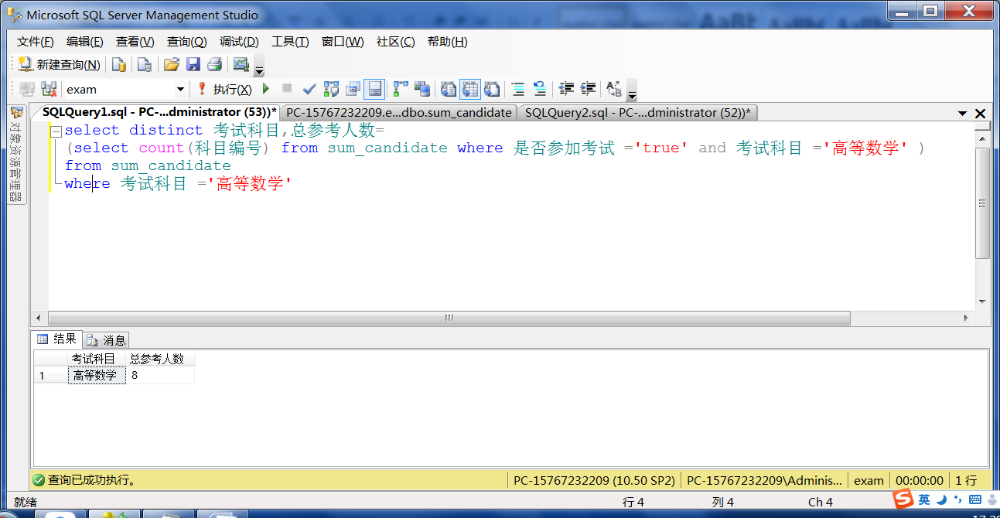 Microsoft SQL Server Management Studio
文件(F) 编辑(E) 查看(V) 查询(Q) 调试(D) 工具(T) 窗口(W) 社区(C) 帮助(H)
新建查询(N)
exam 执行(X)
SQLQuery1.sql - PC-...dministrator (53))* PC-15767232209.e...dbo.sum_candidate SQLQuery2.sql - PC-...dministrator (52))*
对象资源管理器
select distinct 考试科目,总参考人数=
(select count(科目编号) from sum_candidate where 是否参加考试 ='true' and 考试科目 ='高等数学' )
from sum_candidate
where 考试科目 ='高等数学'
结果 消息
考试科目 总参考人数
1 高等数学 8
查询已成功执行。 PC-15767232209 (10.50 SP2) PC-15767232209\Adminis... exam 00:00:00 1 行
就绪 行 4 列 4 Ch 4
英